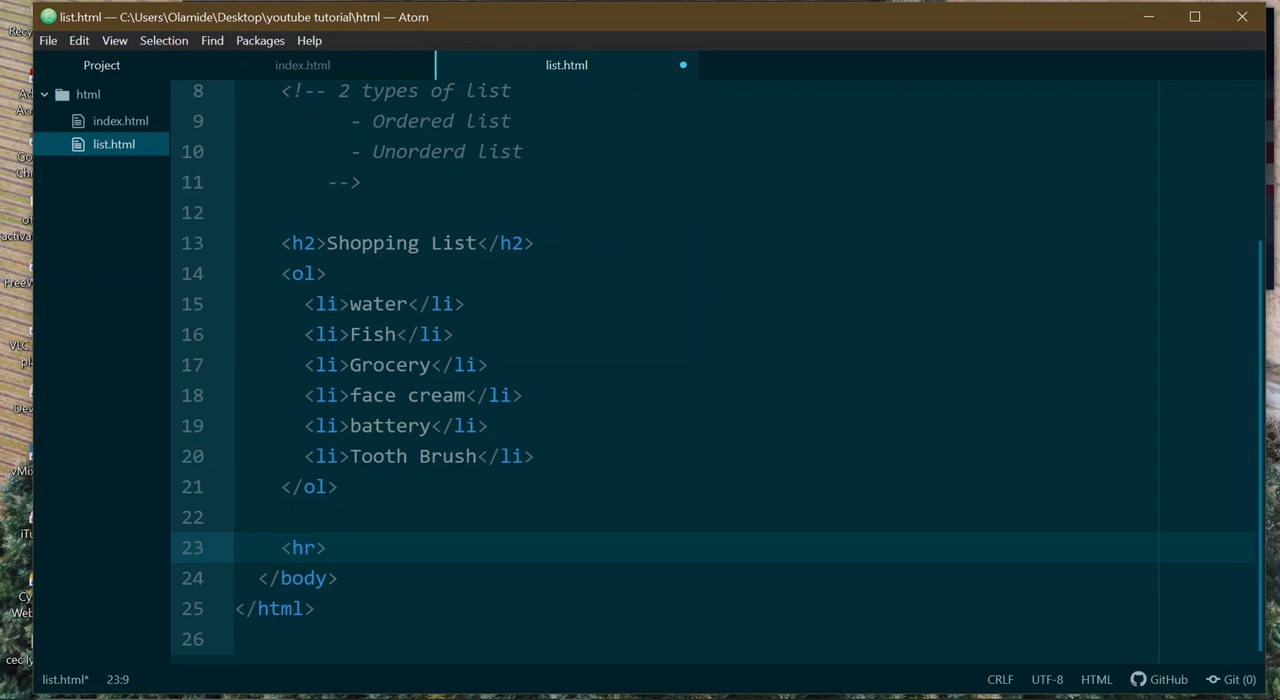 list.html — C:\Users\Olamide\Desktop\youtube tutorial\html — Atom
File Edit View Selection Find Packages Help
Project index.html list.html
html
index.html
list.html
8 <!-- 2 types of list
9 - Ordered list
10 - Unorderd list
11 -->
12
13 <h2>Shopping List</h2>
14 <ol>
15 <li>water</li>
16 <li>Fish</li>
17 <li>Grocery</li>
18 <li>face cream</li>
19 <li>battery</li>
20 <li>Tooth Brush</li>
21 </ol>
22
23 <hr>
24 </body>
25 </html>
26
list.html* 23:9 CRLF UTF-8 HTML GitHub Git (0)